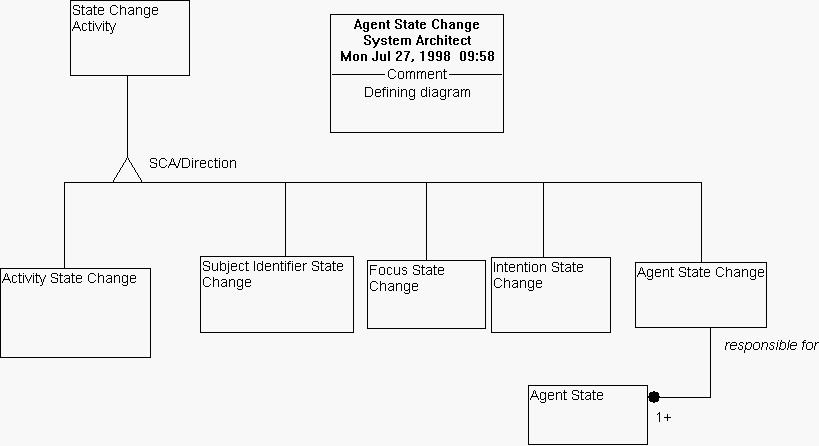 State Change
Activity
Agent State Change
System Architect
Mon Jul 27, 1998 09:58
Comment
Defining diagram
SCA/Direction
Activity State Change
Subject Identifier State
Change
Focus State
Change
Intention State
Change
Agent State Change
responsible for
Agent State
1+